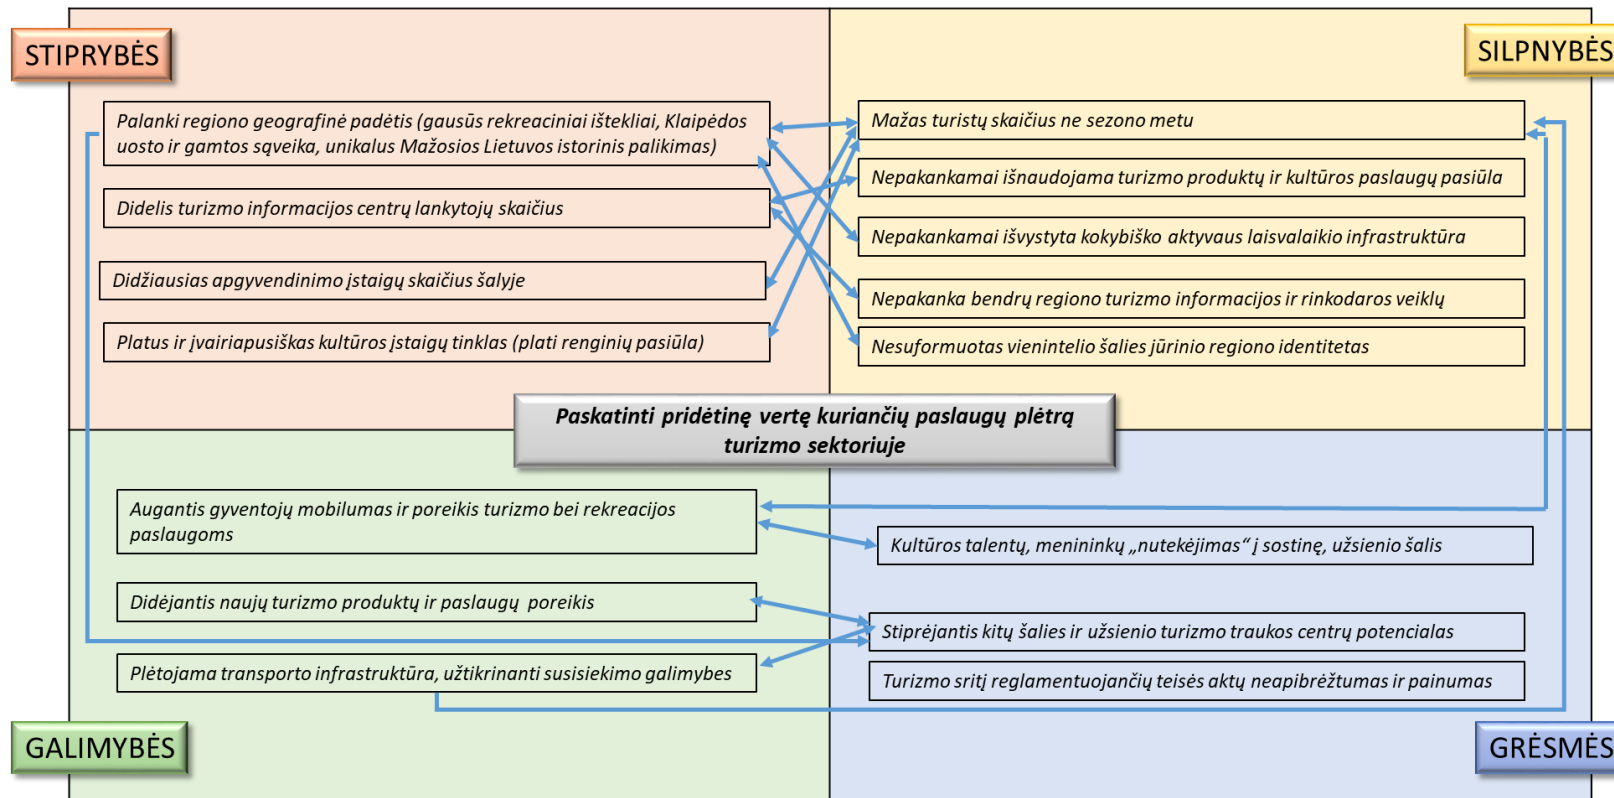 STIPRYBĖS
SILPNYBĖS
Palanki regiono geografinė padėtis (gausūs rekreaciniai ištekliai, Klaipėdos
uosto ir gamtos sąveika, unikalus Mažosios Lietuvos istorinis palikimas)
Didelis turizmo informacijos centrų lankytojų skaičius
Didžiausias apgyvendinimo įstaigų skaičius šalyje
Platus ir įvairiapusiškas kultūros įstaigų tinklas (plati renginių pasiūla)
Mažas turistų skaičius ne sezono metu
Nepakankamai išnaudojama turizmo produktų ir kultūros paslaugų pasiūla
Nepakankamai išvystyta kokybiško aktyvaus laisvalaikio infrastruktūra
Nepakanka bendrų regiono turizmo informacijos ir rinkodaros veiklų
Nesuformuotas vienintelio šalies jūrinio regiono identitetas
Paskatinti pridėtinę vertę kuriančių paslaugų plėtrą
turizmo sektoriuje
Augantis gyventojų mobilumas ir poreikis turizmo bei rekreacijos
paslaugoms
Didėjantis naujų turizmo produktų ir paslaugų poreikis
Plėtojama transporto infrastruktūra, užtikrinanti susisiekimo galimybes
Kultūros talentų, menininkų „nutekėjimas“ į sostinę, užsienio šalis
Stiprėjantis kitų šalies ir užsienio turizmo traukos centrų potencialas
Turizmo sritį reglamentuojančių teisės aktų neapibrėžtumas ir painumas
GALIMYBĖS
GRĖSMĖS